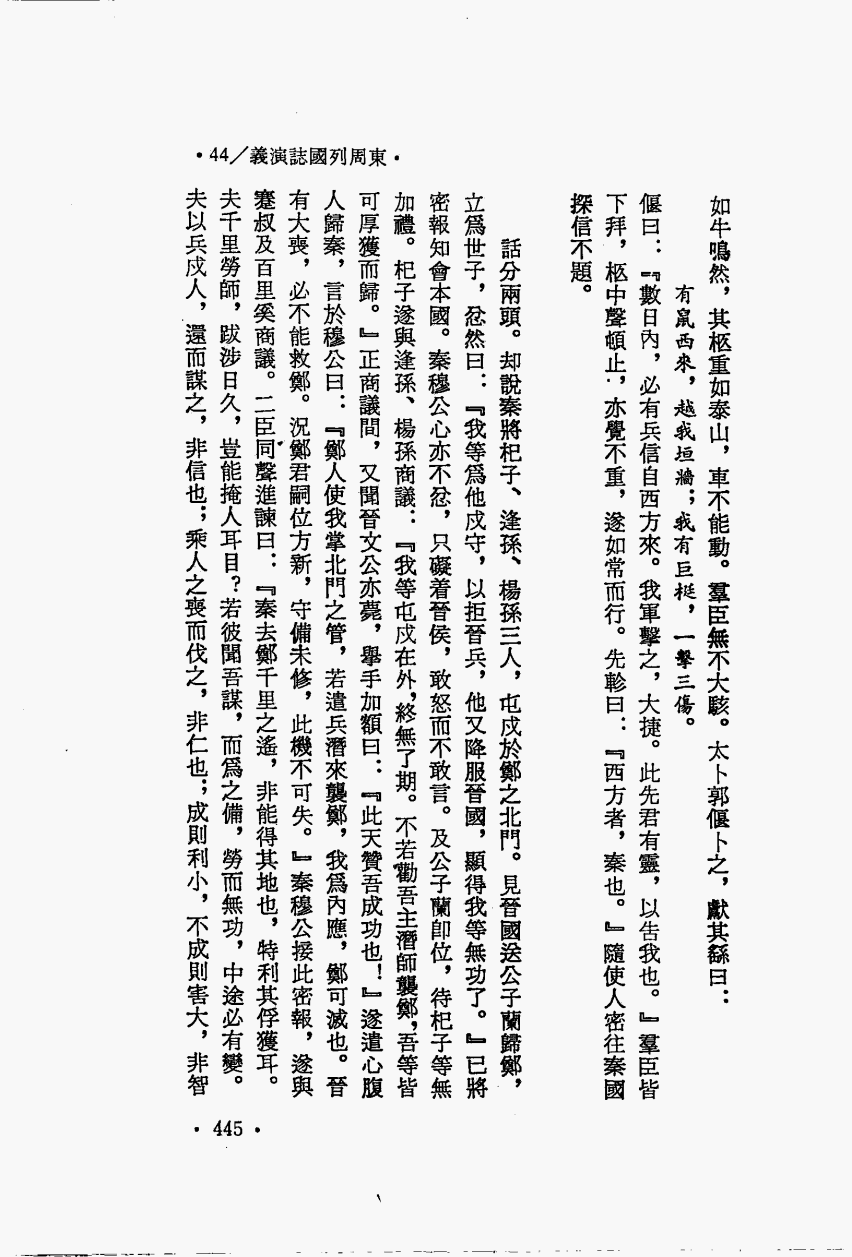 ·東周列國誌演義/44·
如牛鳴然，其柩重如泰山，車不能動。羣臣無不大駭。太卜郭偃卜之，獻其繇曰：
有鼠西來，越我垣牆；我有巨梃，一擊三傷。
偃曰：『數日內，必有兵信自西方來。我軍擊之，大捷。此先君有靈，以告我也。』羣臣皆
下拜，柩中聲頓止，亦覺不重，遂如常而行。先軫曰：『西方者，秦也。』隨使人密往秦國
探信不題。
話分兩頭。却說秦將杞子、逢孫、楊孫三人，屯戍於鄭之北門。見晉國送公子蘭歸鄭，
立爲世子，忿然曰：『我等爲他戍守，以拒晉兵，他又降服晉國，顯得我等無功了。』已將
密報知會本國。秦穆公心亦不忿，只礙着晉侯，敢怒而不敢言。及公子蘭卽位，待杞子等無
加禮。杞子遂與逢孫、楊孫商議：『我等屯戍在外，終無了期。不若勸吾主潛師襲鄭，吾等皆
可厚獲而歸。』正商議間，又聞晉文公亦薨，舉手加額曰：『此天贊吾成功也！』遂遣心腹
人歸秦，言於穆公曰：『鄭人使我掌北門之管，若遣兵潛來襲鄭，我爲內應，鄭可滅也。晉
有大喪，必不能救鄭。況鄭君嗣位方新，守備未修，此機不可失。』秦穆公接此密報，遂與
蹇叔及百里奚商議。二臣同聲進諫曰：『秦去鄭千里之遙，非能得其地也，特利其俘獲耳。
夫千里勞師，跋涉日久，豈能掩人耳目？若彼聞吾謀，而爲之備，勞而無功，中途必有變。
夫以兵戍人，還而謀之，非信也；乘人之喪而伐之，非仁也；成則利小，不成則害大，非智
·445·